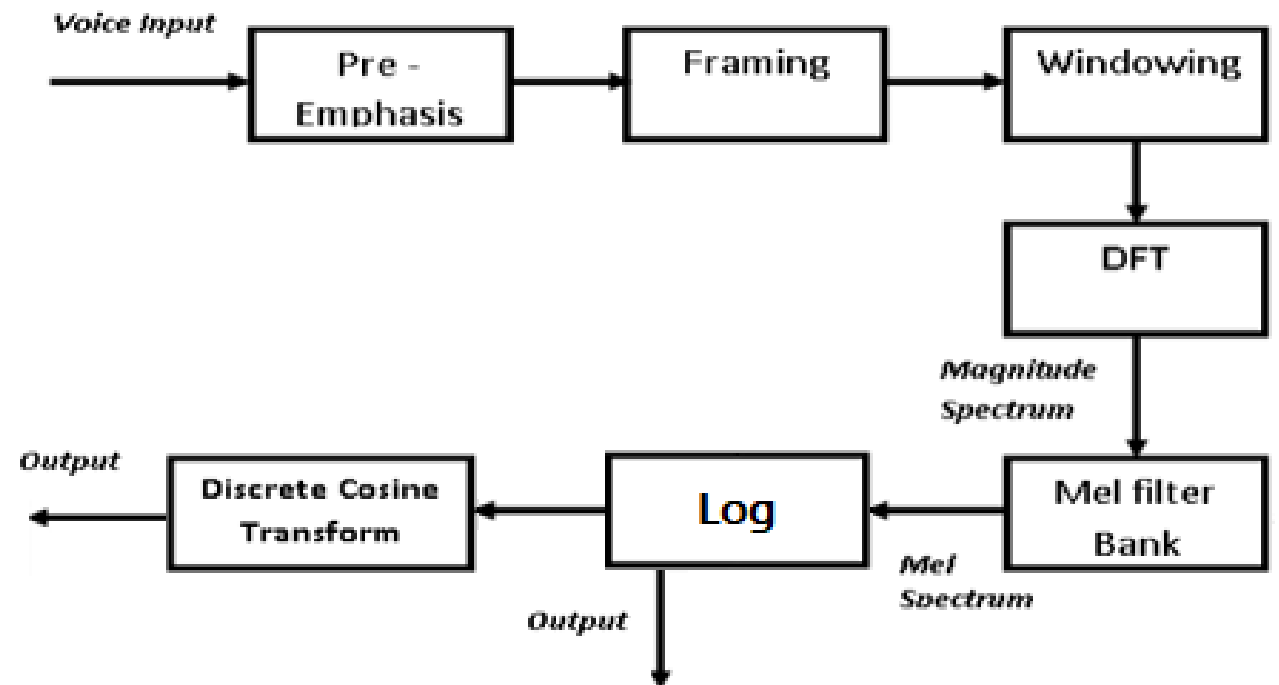 Voice Input
Pre -
Emphasis
Framing
Windowing
DFT
Magnitude
Spectrum
Mel filter
Bank
Mel
Spectrum
Log
Output
Discrete Cosine
Transform
Output